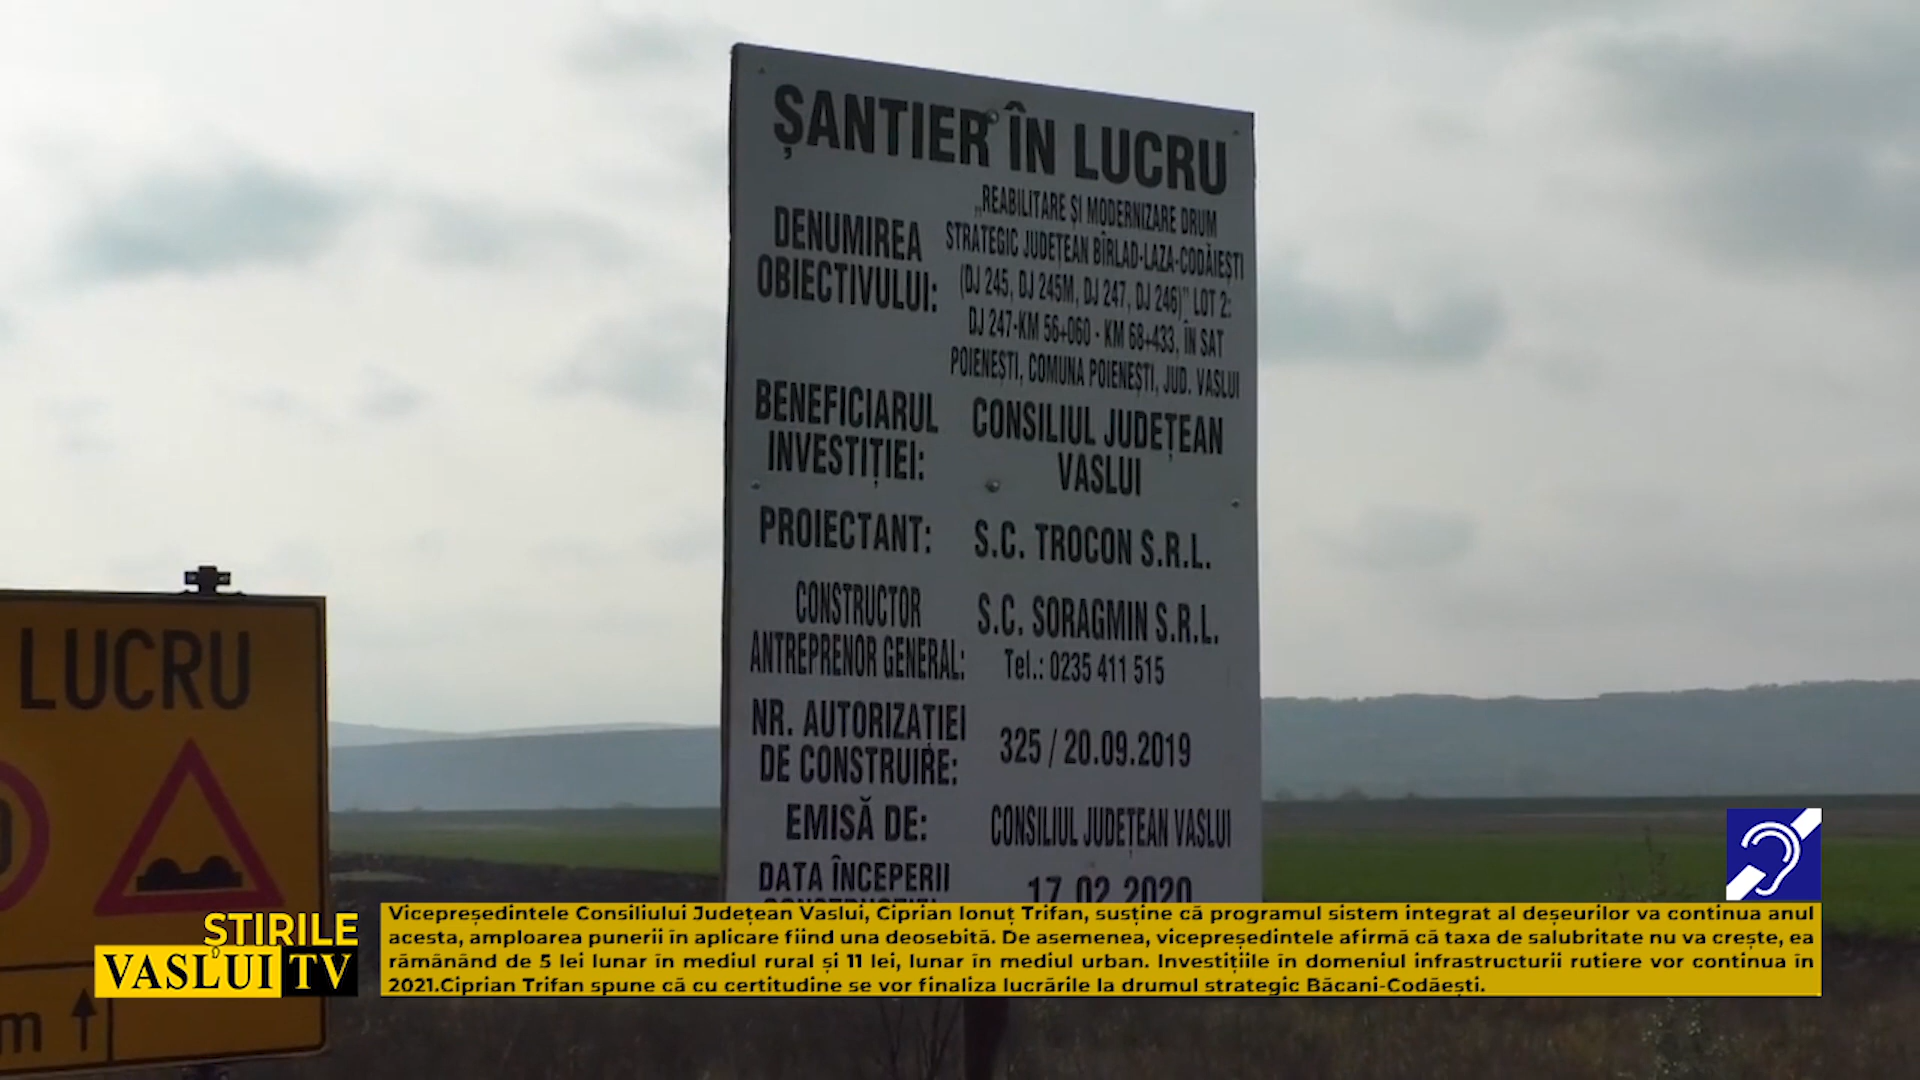 ȘANTIER ÎN LUCRU
DENUMIREA
OBIECTIVULUI:
„REABILITARE ȘI MODERNIZARE DRUM
STRATEGIC JUDEȚEAN BÎRLAD-LAZA-CODĂIEȘTI
(DJ 245, DJ 245M, DJ 247, DJ 246)" LOT 2:
DJ 247-KM 56+060 - KM 68+433, ÎN SAT
POIENEȘTI, COMUNA POIENEȘTI, JUD. VASLUI
BENEFICIARUL
INVESTIȚIEI:
CONSILIUL JUDEȚEAN
VASLUI
PROIECTANT:
S.C. TROCON S.R.L.
CONSTRUCTOR
ANTREPRENOR GENERAL:
S.C. SORAGMIN S.R.L.
Tel.: 0235 411 515
NR. AUTORIZAȚIEI
DE CONSTRUIRE:
325 / 20.09.2019
EMISĂ DE:
CONSILIUL JUDEȚEAN VASLUI
DATA ÎNCEPERII
17.02.2020
LUCRU
m
ȘTIRILE
VASLUI TV
Vicepreședintele Consiliului Județean Vaslui, Ciprian Ionuț Trifan, susține că programul sistem integrat al deșeurilor va continua anul
acesta, amploarea punerii în aplicare fiind una deosebită. De asemenea, vicepreședintele afirmă că taxa de salubritate nu va crește, ea
rămânând de 5 lei lunar în mediul rural și 11 lei, lunar în mediul urban. Investițiile în domeniul infrastructurii rutiere vor continua în
2021.Ciprian Trifan spune că cu certitudine se vor finaliza lucrările la drumul strategic Băcani-Codăești.